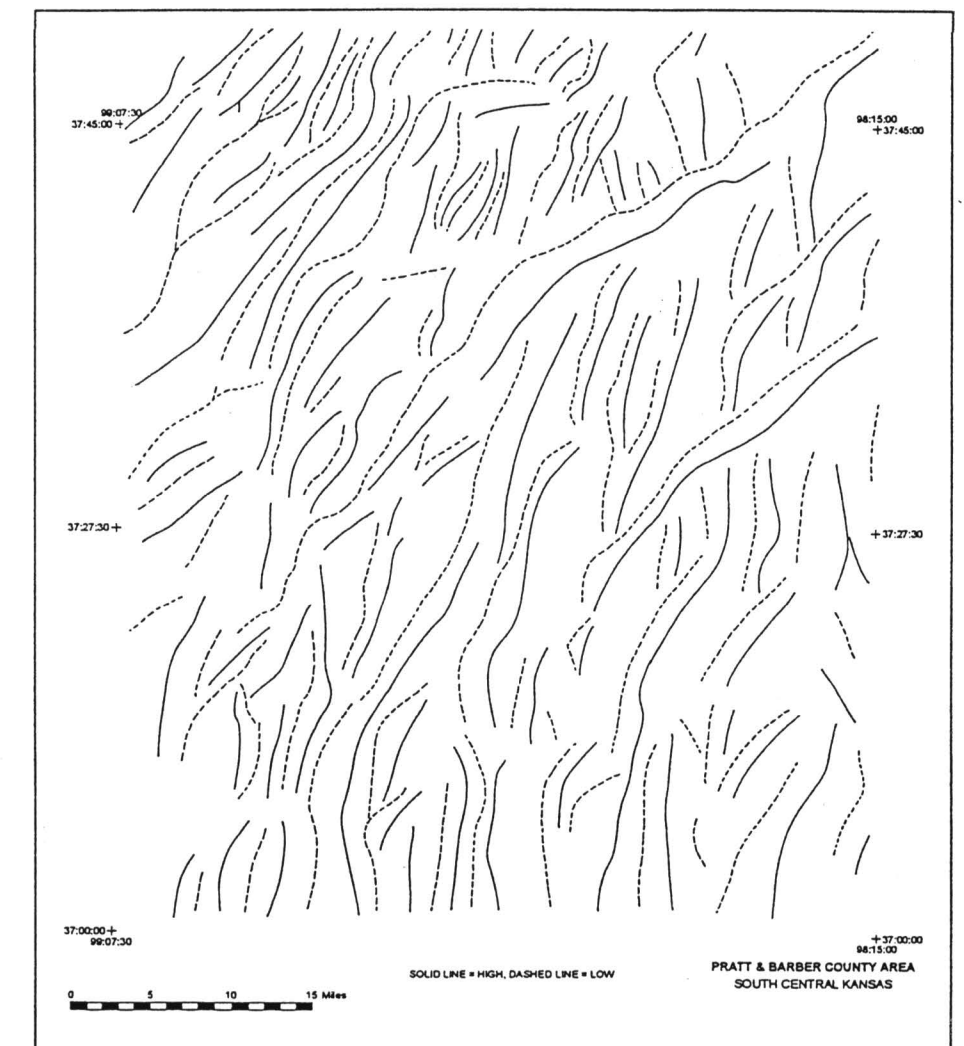 99:07:30
37:45:00
98:15:00
37:45:00
37:27:30
37:27:30
37:00:00
99:07:30
37:00:00
98:15:00
SOLID LINE = HIGH, DASHED LINE = LOW
PRATT & BARBER COUNTY AREA
SOUTH CENTRAL KANSAS
0 5 10 15 Miles